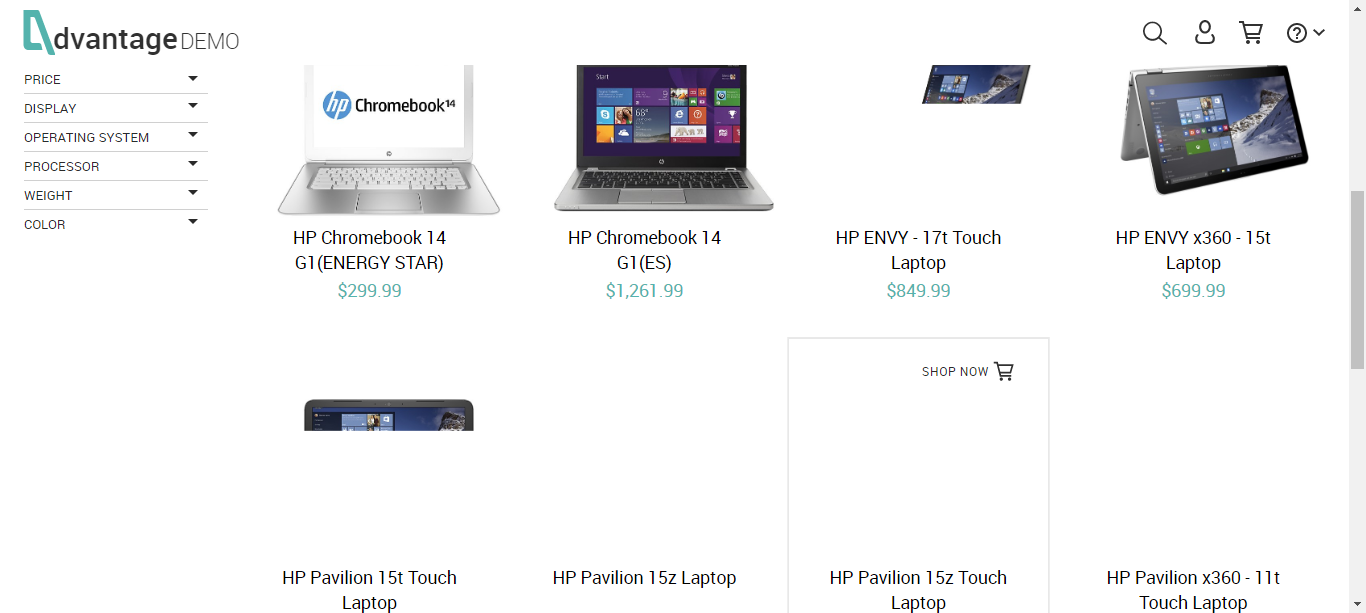 dvantage DEMO
PRICE
DISPLAY
OPERATING SYSTEM
PROCESSOR
WEIGHT
COLOR
hp Chromebook 14
Start
68°
HP Chromebook 14
G1(ENERGY STAR)
$299.99
HP Chromebook 14
G1(ES)
$1,261.99
HP ENVY - 17t Touch
Laptop
$849.99
HP ENVY x360 - 15t
Laptop
$699.99
SHOP NOW
HP Pavilion 15t Touch
Laptop
HP Pavilion 15z Laptop
HP Pavilion 15z Touch
Laptop
HP Pavilion x360 - 11t
Touch Laptop